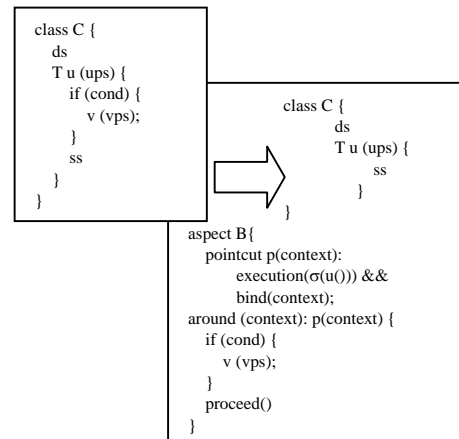 class C {
ds
T u (ups) {
if (cond) {
v (vps);
}
ss
}
}
class C {
ds
T u (ups) {
ss
}
}
aspect B{
pointcut p(context):
execution(σ(u())) &&
bind(context);
around (context): p(context) {
if (cond) {
v (vps);
}
proceed()
}